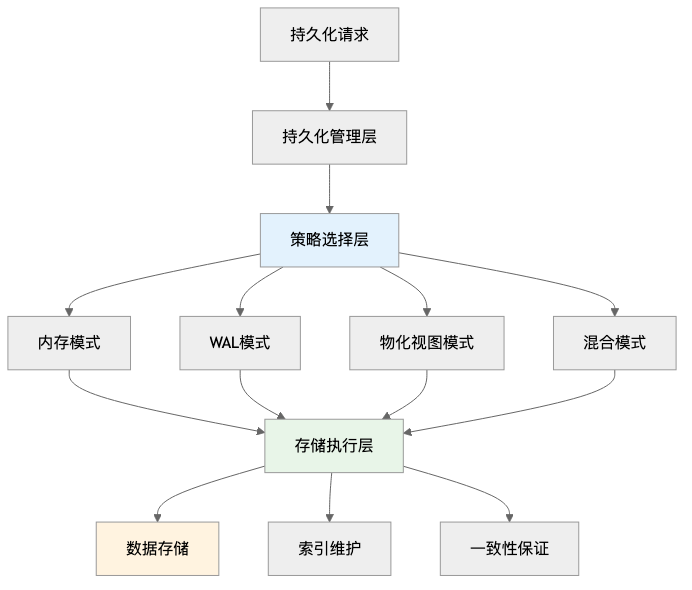 持久化请求
持久化管理层
策略选择层
内存模式
WAL模式
物化视图模式
混合模式
存储执行层
数据存储
索引维护
一致性保证